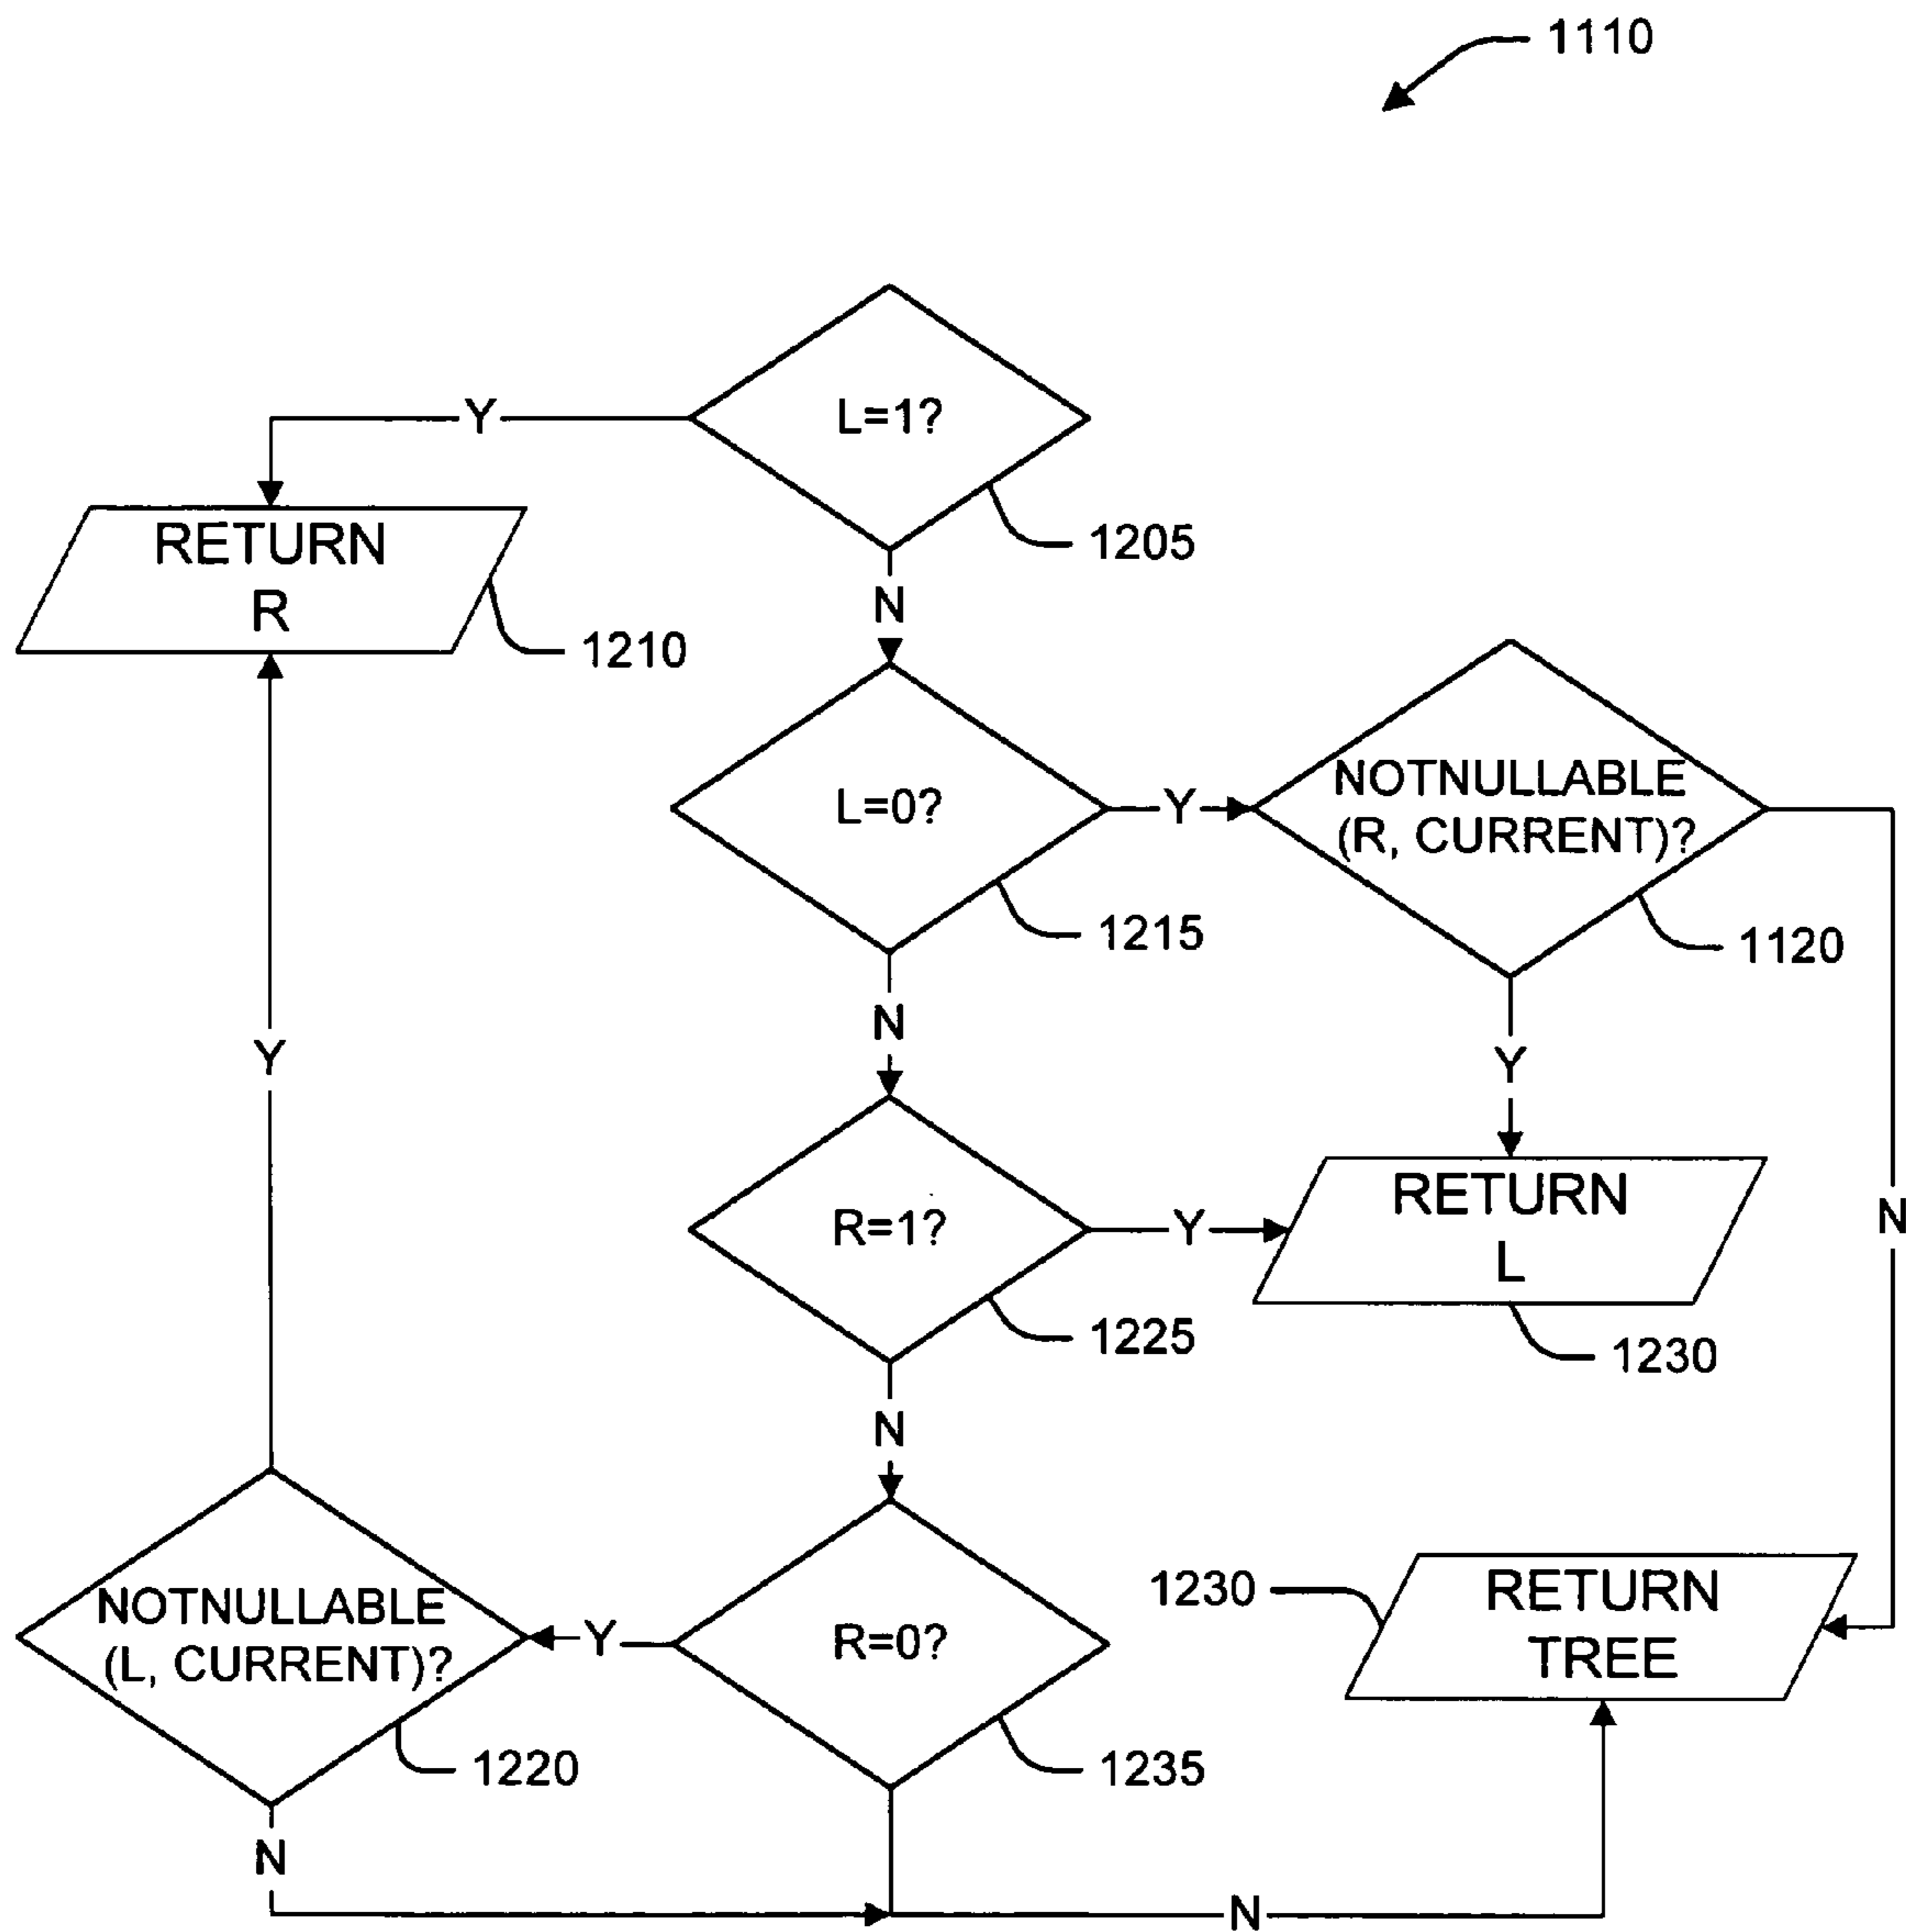 1110
L=1?
Y
1205
RETURN
R
1210
N
L=0?
Y
NOTNULLABLE
(R, CURRENT)?
1215
1120
N
Y
Y
R=1?
Y
RETURN
L
N
1225
1230
N
NOTNULLABLE
(L, CURRENT)?
Y
R=0?
1230
RETURN
TREE
1220
1235
N
N